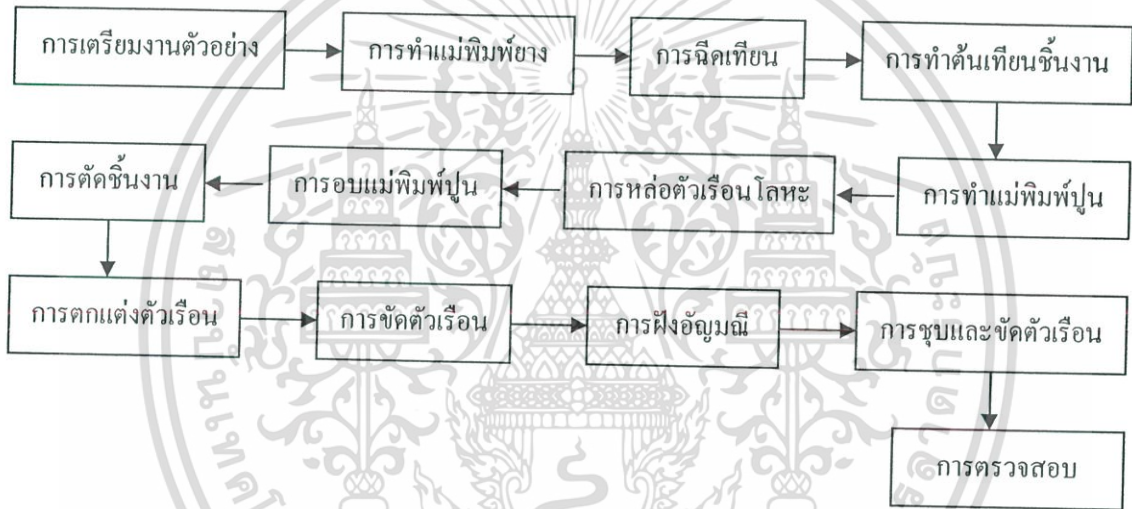 การเตรียมงานตัวอย่าง
การทำแม่พิมพ์ยาง
การฉีดเทียน
การทำต้นเทียนชิ้นงาน
การทำแม่พิมพ์ปูน
การหล่อตัวเรือนโลหะ
การอบแม่พิมพ์ปูน
การตัดชิ้นงาน
การตกแต่งตัวเรือน
การขัดตัวเรือน
การฝังอัญมณี
การชุบและขัดตัวเรือน
การตรวจสอบ